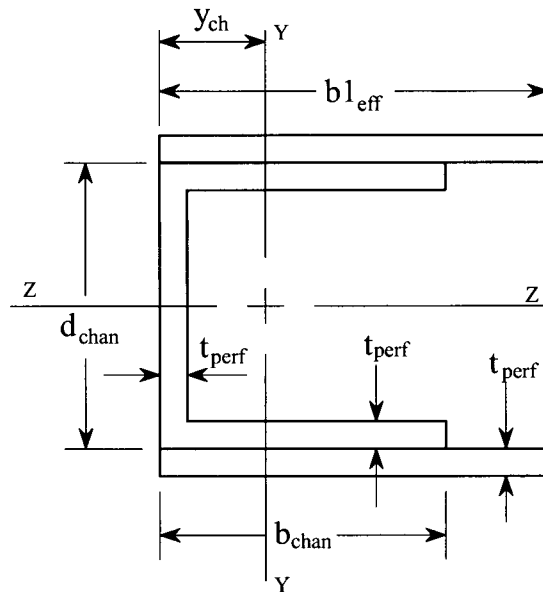 y_ch
Y
b1_eff
Z
Z
d_chan
t_perf
t_perf
t_perf
b_chan
Y